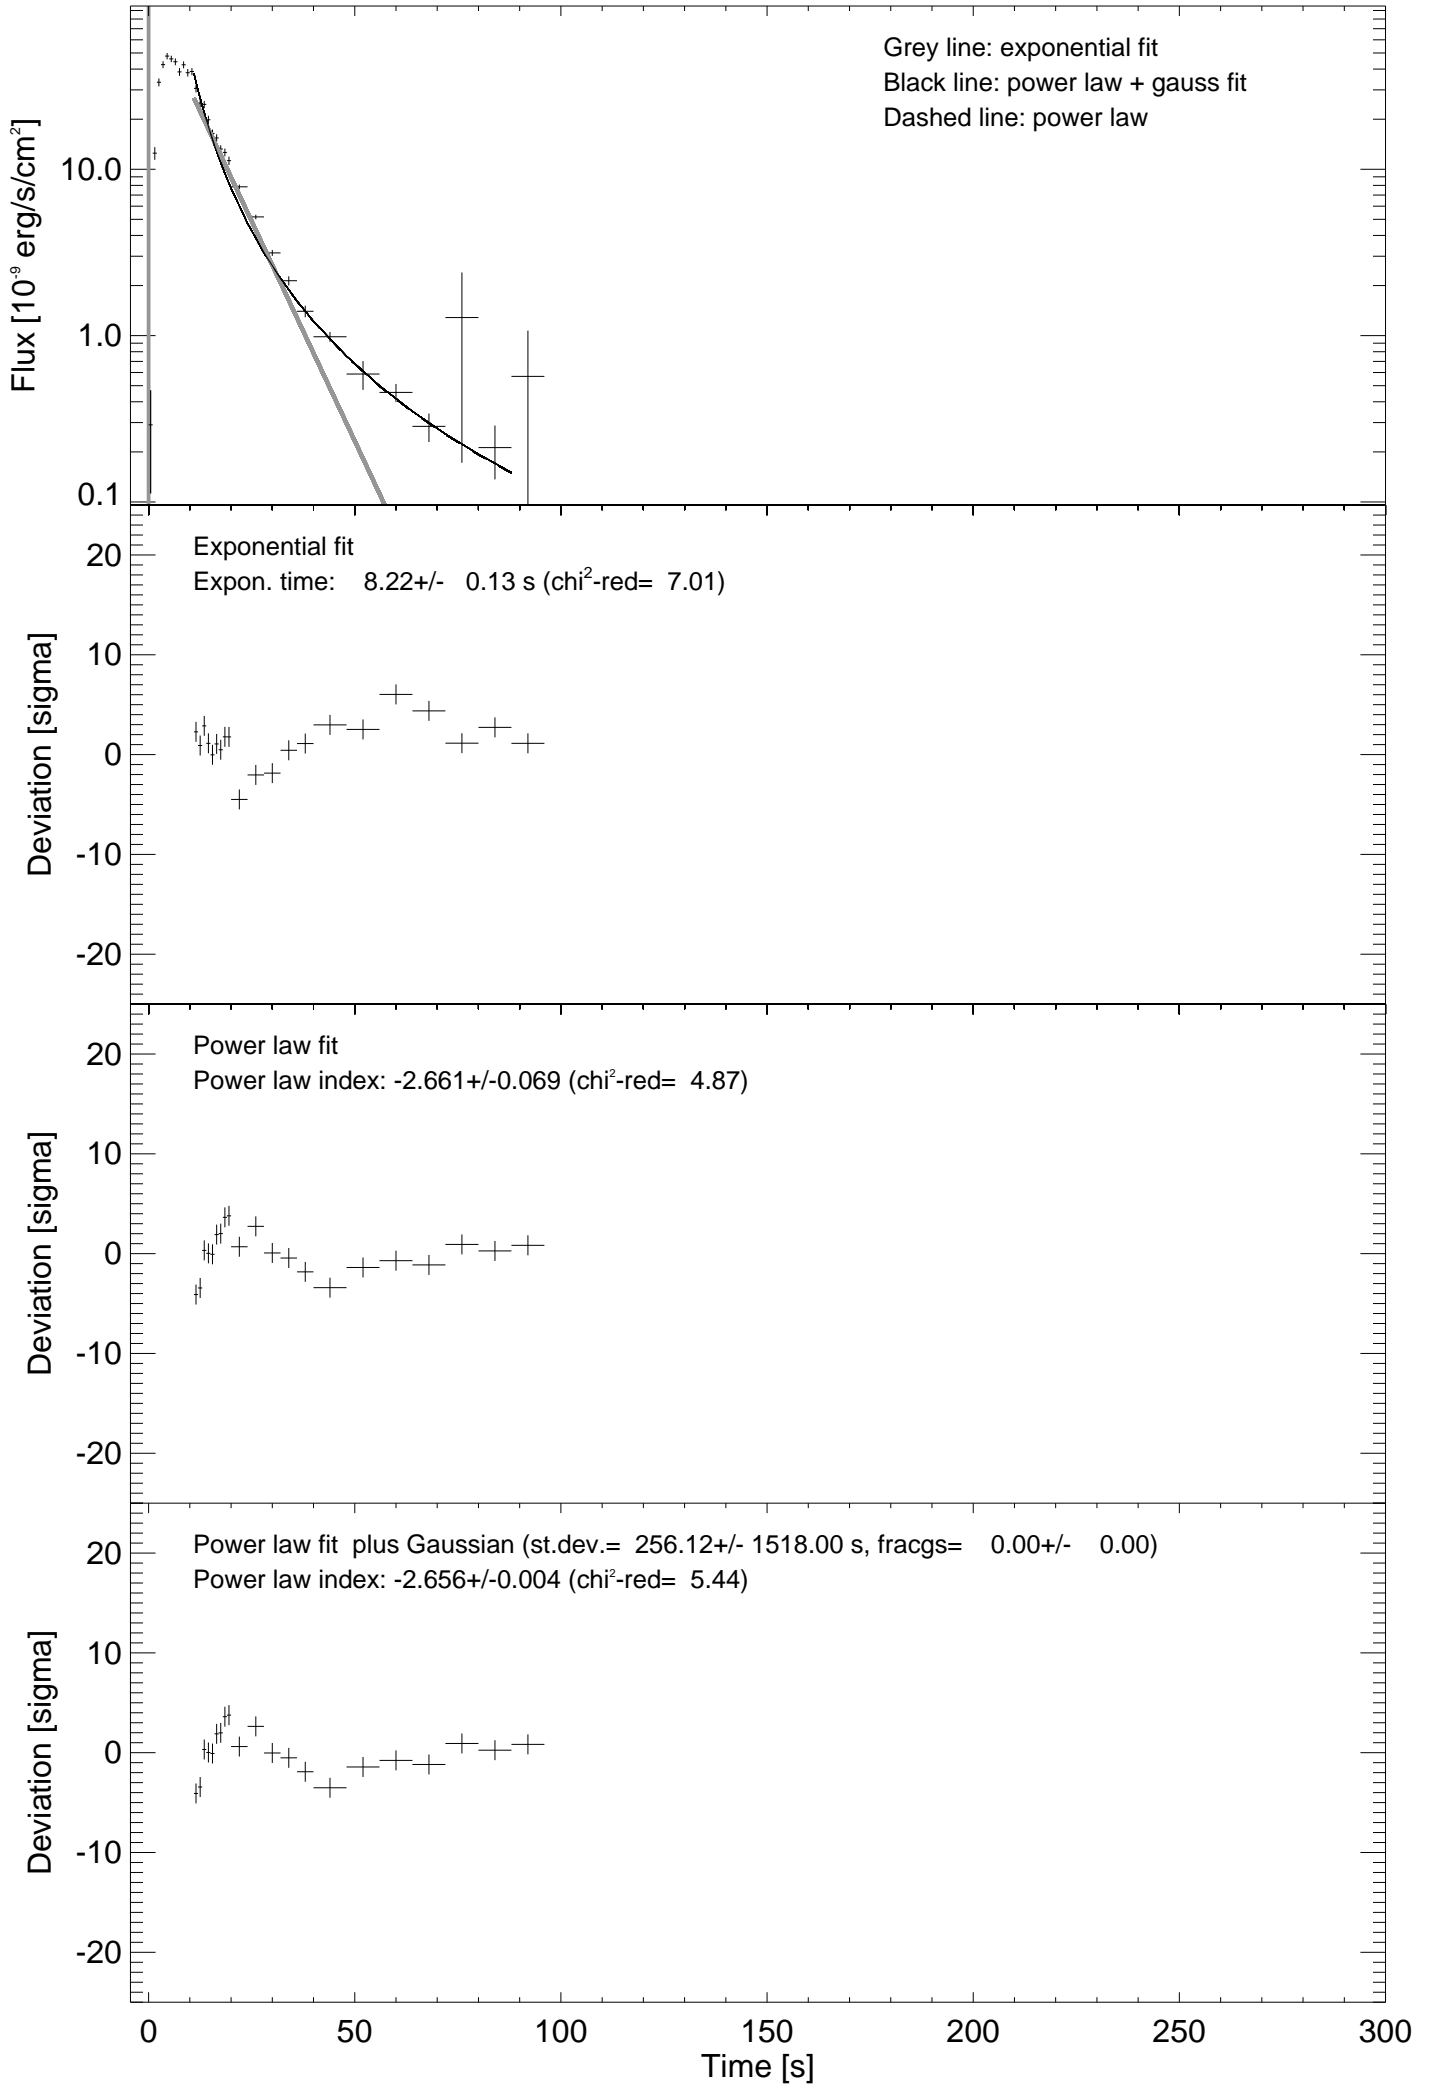 Grey line: exponential fit
Black line: power law + gauss fit
Dashed line: power law
Flux [10⁻⁹ erg/s/cm²]
10.0
1.0
0.1
Exponential fit
Expon. time: 8.22+/- 0.13 s (chi²-red= 7.01)
Deviation [sigma]
20
10
0
-10
-20
Power law fit
Power law index: -2.661+/-0.069 (chi²-red= 4.87)
Deviation [sigma]
20
10
0
-10
-20
Power law fit plus Gaussian (st.dev.= 256.12+/- 1518.00 s, fracgs= 0.00+/- 0.00)
Power law index: -2.656+/-0.004 (chi²-red= 5.44)
Deviation [sigma]
20
10
0
-10
-20
0 50 100 150 200 250 300
Time [s]